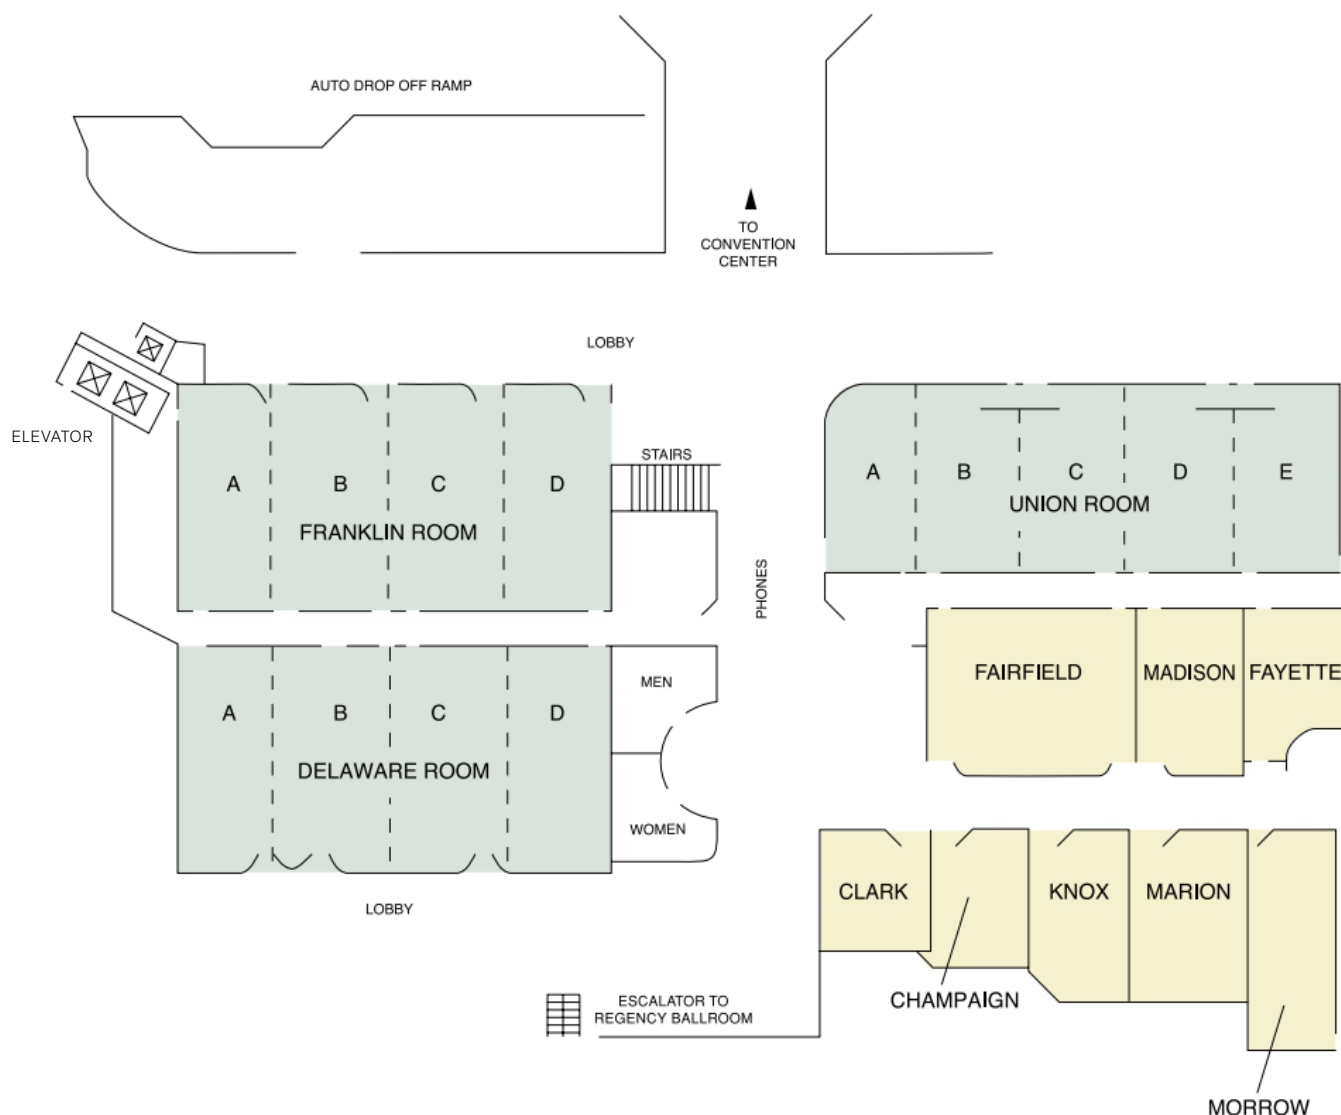 AUTO DROP OFF RAMP
TO
CONVENTION
CENTER
LOBBY
ELEVATOR
STAIRS
A B C D
FRANKLIN ROOM
A B C D E
UNION ROOM
PHONES
FAIRFIELD
MADISON
FAYETTE
MEN
A B C D
DELAWARE ROOM
WOMEN
LOBBY
CLARK
KNOX
MARION
CHAMPAIGN
ESCALATOR TO
REGENCY BALLROOM
MORROW